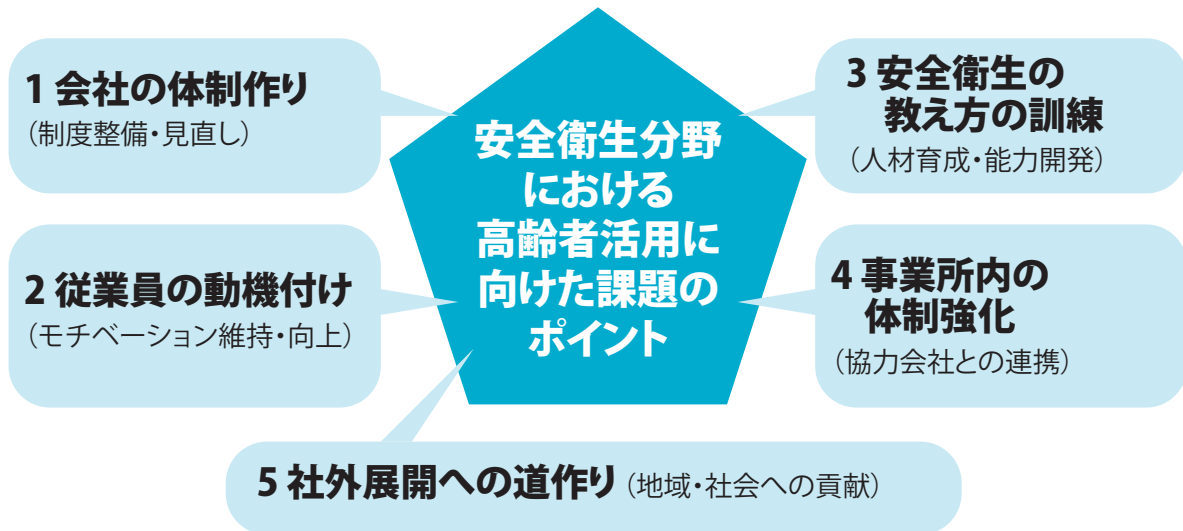 1 会社の体制作り
（制度整備・見直し）
2 従業員の動機付け
（モチベーション維持・向上）
安全衛生分野
における
高齢者活用に
向けた課題の
ポイント
3 安全衛生の
教え方の訓練
（人材育成・能力開発）
4 事業所内の
体制強化
（協力会社との連携）
5 社外展開への道作り（地域・社会への貢献）